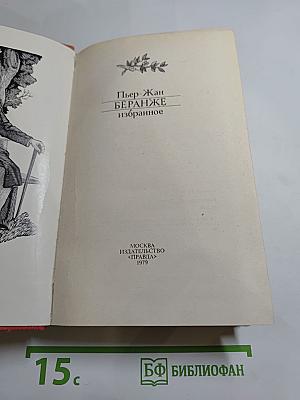 Пьер-Жан
БЕРАНЖЕ
избранное
МОСКВА
ИЗДАТЕЛЬСТВО
«ПРАВДА»
1979
15с
БФ БИБЛИОФАН